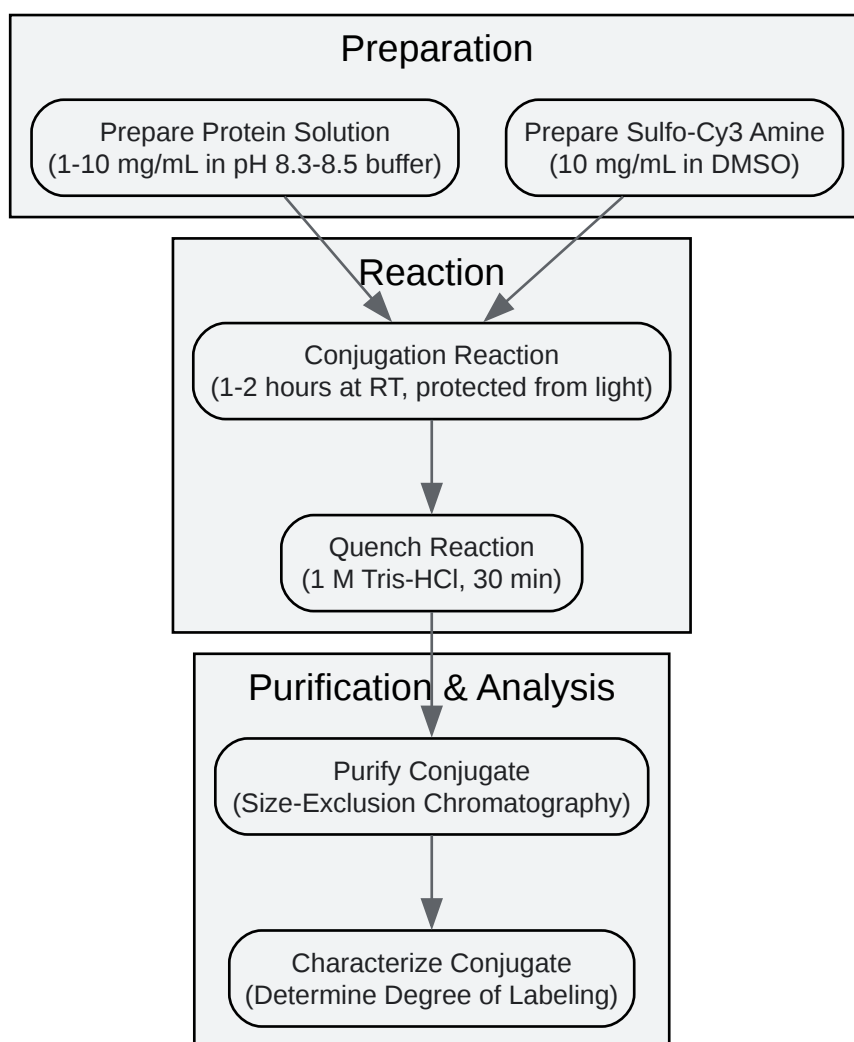 Preparation
Prepare Protein Solution
(1-10 mg/mL in pH 8.3-8.5 buffer)
Prepare Sulfo-Cy3 Amine
(10 mg/mL in DMSO)
Reaction
Conjugation Reaction
(1-2 hours at RT, protected from light)
Quench Reaction
(1 M Tris-HCl, 30 min)
Purification & Analysis
Purify Conjugate
(Size-Exclusion Chromatography)
Characterize Conjugate
(Determine Degree of Labeling)